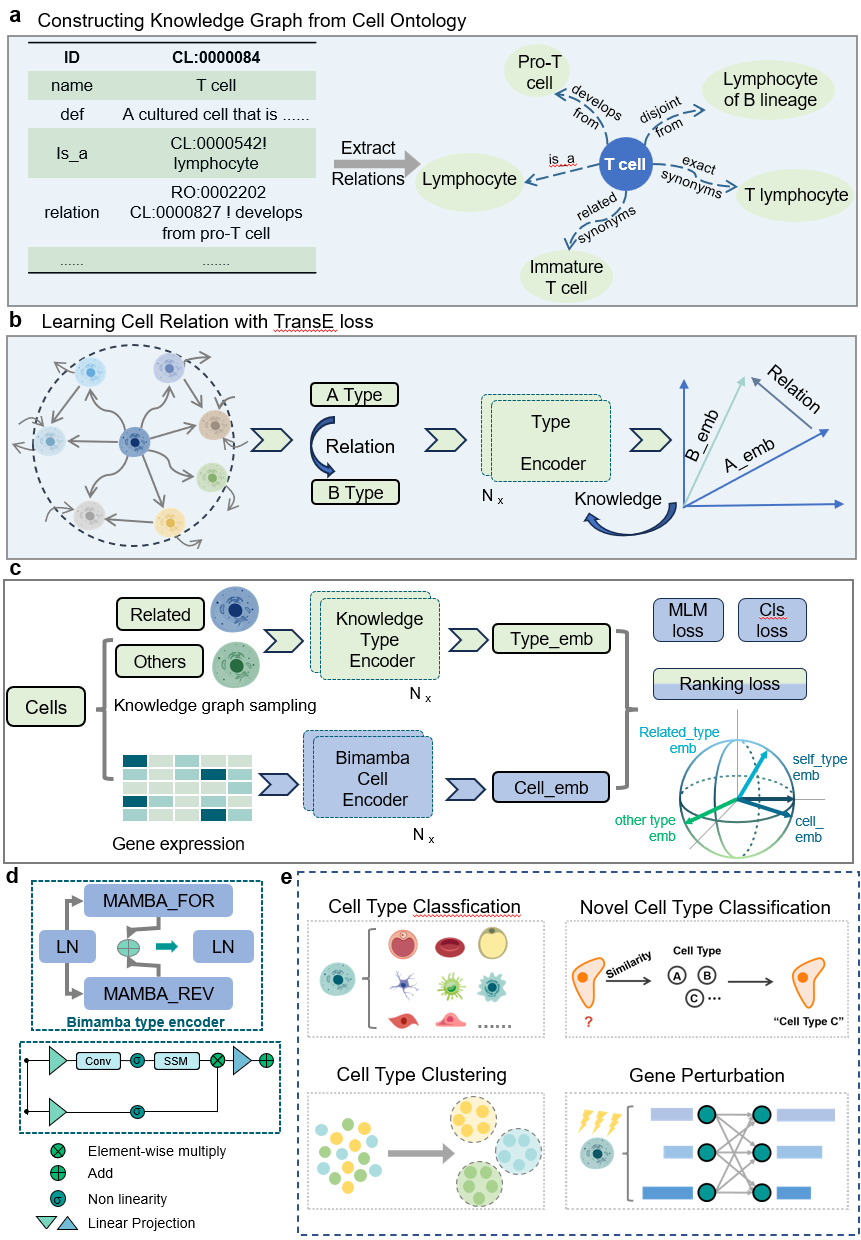 a Constructing Knowledge Graph from Cell Ontology
ID CL:0000084
name T cell
def A cultured cell that is ......
Is_a CL:0000542!
lymphocyte
relation RO:0002202
CL:0000827 ! develops
from pro-T cell
...... .......
Extract
Relations
Pro-T
cell
develops
from
disjoint
from
Lymphocyte
of B lineage
is_a
Lymphocyte
T cell
exact
synonyms
T lymphocyte
related
synonyms
Immature
T cell
b Learning Cell Relation with TransE loss
A Type
Relation
B Type
Type
Encoder
N x
Knowledge
B_emb
A_emb
Relation
c
Cells
Related
Others
Knowledge graph sampling
Knowledge
Type
Encoder
N x
Type_emb
Gene expression
Bimamba
Cell
Encoder
N x
Cell_emb
MLM
loss
Cls
loss
Ranking loss
Related_type
emb
self_type
emb
other type
emb
cell_
emb
d
MAMBA_FOR
LN
LN
MAMBA_REV
Bimamba type encoder
Conv
σ
SSM
σ
Element-wise multiply
Add
σ
Non linearity
Linear Projection
e
Cell Type Classfication
......
Novel Cell Type Classification
?
Similarity
Cell Type
A
B
C
...
“Cell Type C”
Cell Type Clustering
Gene Perturbation